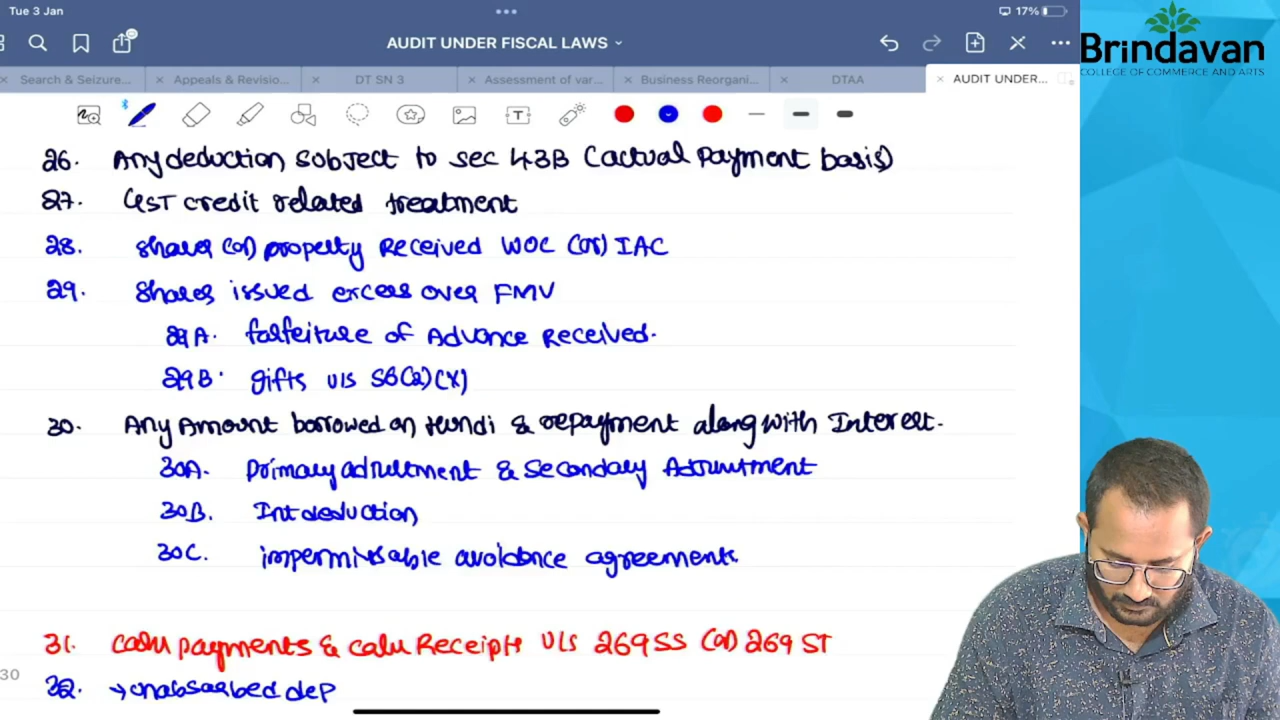 Tue 3 Jan
17%
AUDIT UNDER FISCAL LAWS
Brindavan
COLLEGE OF COMMERCE AND ARTS
Search & Seizure...
Appeals & Revisio...
DT SN 3
Assessment of var...
Business Reorgani...
DTAA
AUDIT UNDER...
26. Any deduction subject to sec 43B (actual Payment basis)
27. GST credit related treatment
28. shares (or) property Received WOC (or) IAC
29. Shares issued excess over FMV
29A. forfeiture of Advance Received.
29B. gifts u/s 56(2)(x)
30. Any Amount borrowed on Hundi & repayment along with Interest.
30A. Primary adjustment & Secondary Adjustment
30B. Int deduction
30C. impermissable avoidance agreements.
31. Cash payments & cash Receipts U/s 269SS (or) 269 ST
30
32. → unabsorbed dep